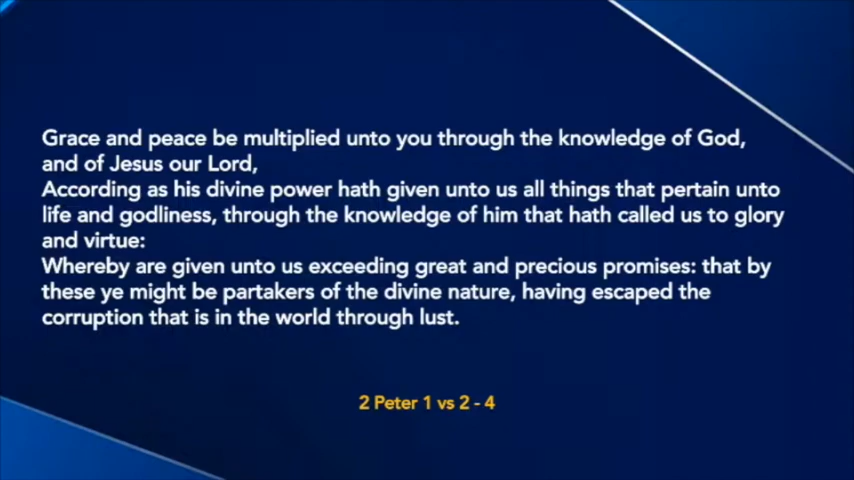 Grace and peace be multiplied unto you through the knowledge of God,
and of Jesus our Lord,
According as his divine power hath given unto us all things that pertain unto
life and godliness, through the knowledge of him that hath called us to glory
and virtue:
Whereby are given unto us exceeding great and precious promises: that by
these ye might be partakers of the divine nature, having escaped the
corruption that is in the world through lust.
2 Peter 1 vs 2 - 4